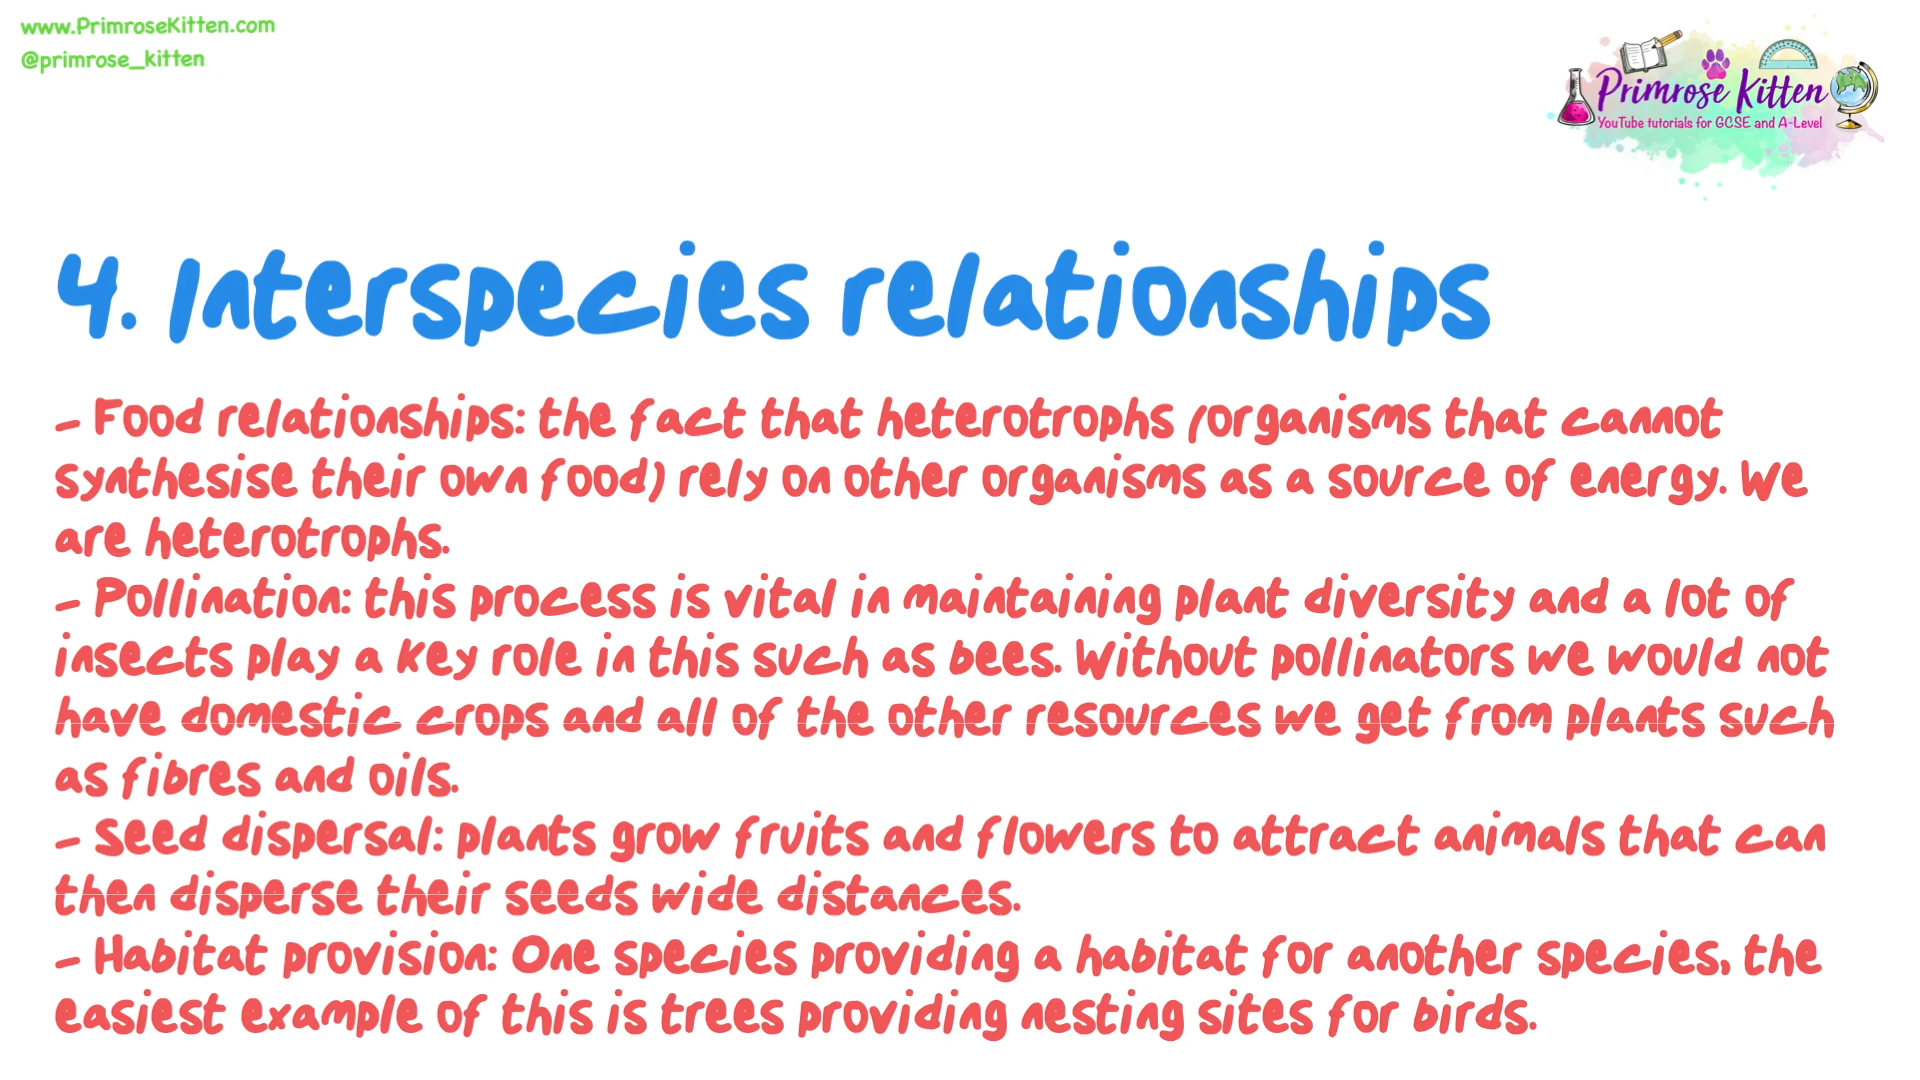 www.PrimroseKitten.com
@primrose_kitten
Primrose Kitten
YouTube tutorials for GCSE and A-Level
4. Interspecies relationships
- Food relationships: the fact that heterotrophs (organisms that cannot
synthesise their own food) rely on other organisms as a source of energy. We
are heterotrophs.
- Pollination: this process is vital in maintaining plant diversity and a lot of
insects play a key role in this such as bees. Without pollinators we would not
have domestic crops and all of the other resources we get from plants such
as fibres and oils.
- Seed dispersal: plants grow fruits and flowers to attract animals that can
then disperse their seeds wide distances.
- Habitat provision: One species providing a habitat for another species, the
easiest example of this is trees providing nesting sites for birds.